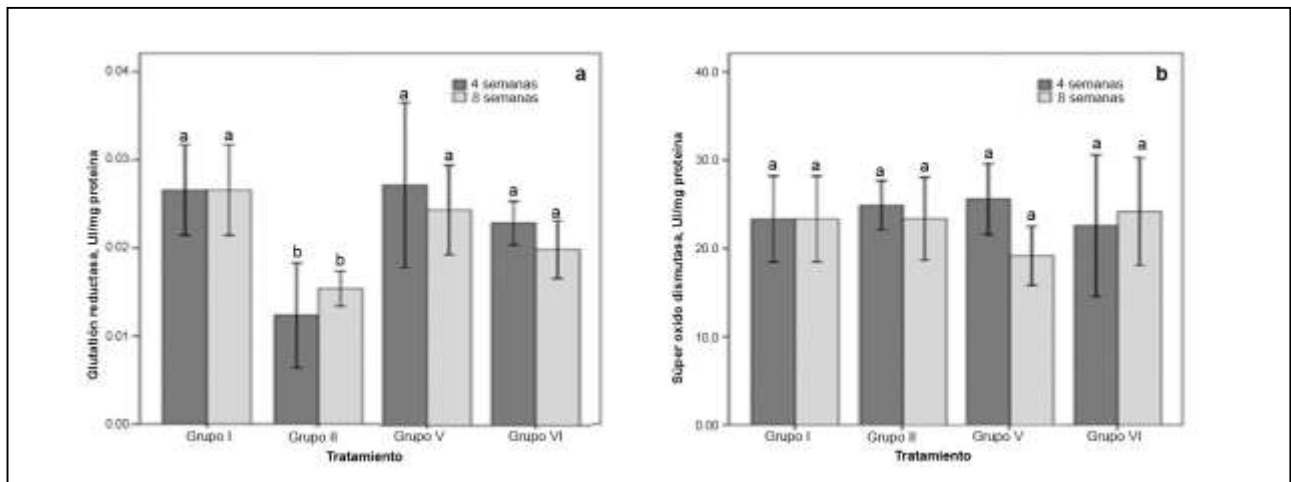 a
4 semanas
8 semanas
0.04
0.03
0.02
0.01
0.00
Glutatión reductasa, UI/mg proteína
a
a
b
b
a
a
a
a
Grupo I
Grupo II
Grupo V
Grupo VI
Tratamiento
b
4 semanas
8 semanas
40.0
30.0
20.0
10.0
0.00
Súper oxido dismutasa, UI/mg proteína
a
a
a
a
a
a
a
a
Grupo I
Grupo II
Grupo V
Grupo VI
Tratamiento